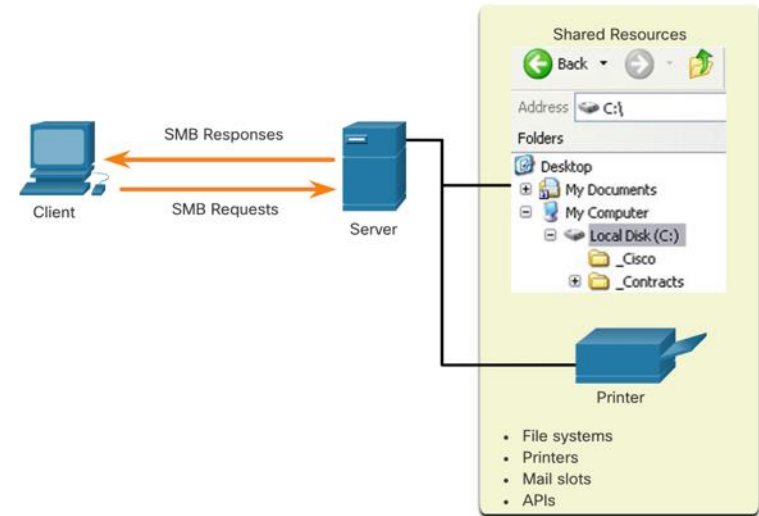 Shared Resources
Back
Address C:\
Folders
Desktop
My Documents
My Computer
Local Disk (C:)
_Cisco
_Contracts
SMB Responses
SMB Requests
Client
Server
Printer
• File systems
• Printers
• Mail slots
• APIs